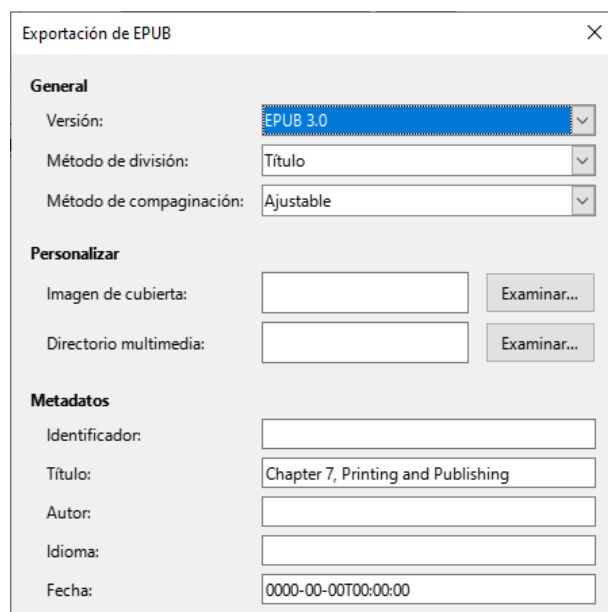 Exportación de EPUB
General
Versión: EPUB 3.0
Método de división: Título
Método de compaginación: Ajustable
Personalizar
Imagen de cubierta: Examinar...
Directorio multimedia: Examinar...
Metadatos
Identificador:
Título: Chapter 7, Printing and Publishing
Autor:
Idioma:
Fecha: 0000-00-00T00:00:00